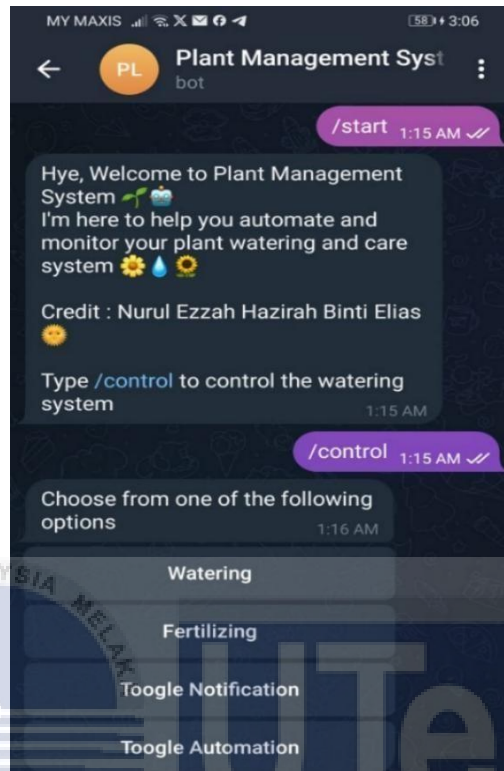 MY MAXIS 58 3:06
PL Plant Management Syst
bot
/start 1:15 AM
Hye, Welcome to Plant Management
System 🌱🤖
I'm here to help you automate and
monitor your plant watering and care
system 🌼💧🌻
Credit : Nurul Ezzah Hazirah Binti Elias
🌞
Type /control to control the watering
system 1:15 AM
/control 1:15 AM
Choose from one of the following
options 1:16 AM
Watering
Fertilizing
Toogle Notification
Toogle Automation